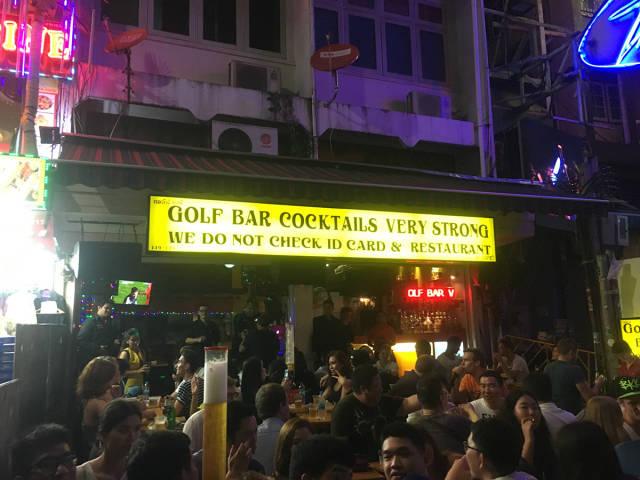 GOLF BAR COCKTAILS VERY STRONG
WE DO NOT CHECK ID CARD & RESTAURANT
OLF BAR V